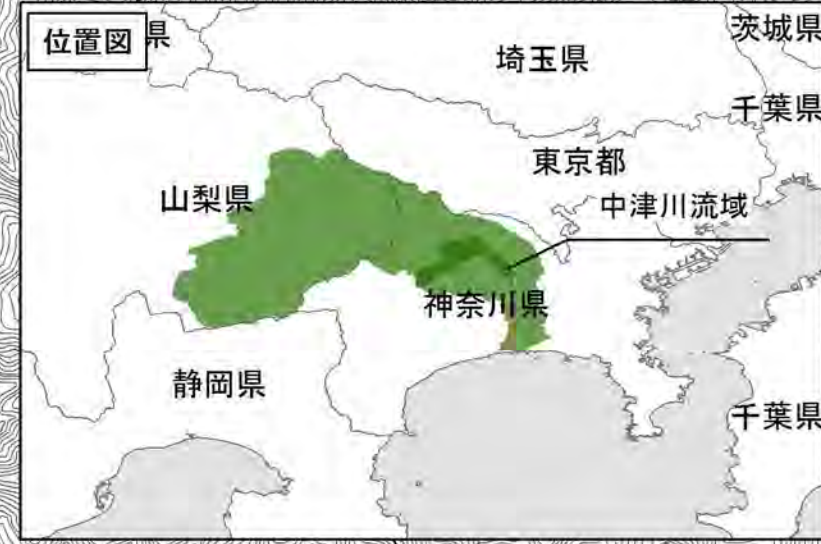 位置図
県
茨城県
埼玉県
千葉県
東京都
山梨県
中津川流域
神奈川県
静岡県
千葉県